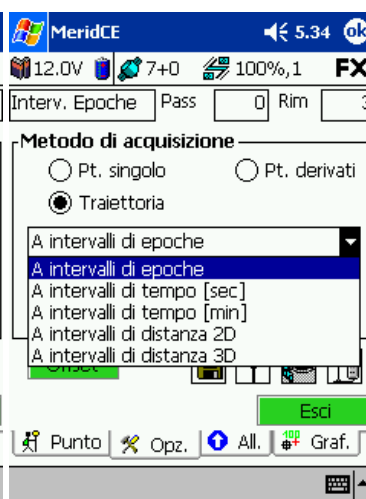 MeridCE 5.34 ok
12.0V 7+0 100%,1 FX
Interv. Epoche Pass 0 Rim 3
Metodo di acquisizione
Pt. singolo Pt. derivati
Traiettoria
A intervalli di epoche
A intervalli di epoche
A intervalli di tempo [sec]
A intervalli di tempo [min]
A intervalli di distanza 2D
A intervalli di distanza 3D
Offset
Esci
Punto Opz. All. Graf.